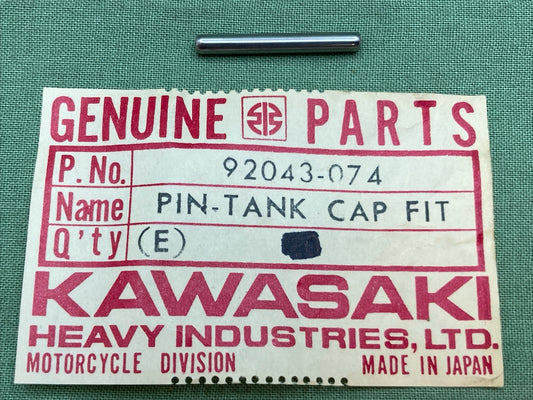 GENUINE PARTS
P. No. 92043-074
Name PIN-TANK CAP FIT
Q'ty (E)
KAWASAKI
HEAVY INDUSTRIES, LTD.
MOTORCYCLE DIVISION MADE IN JAPAN